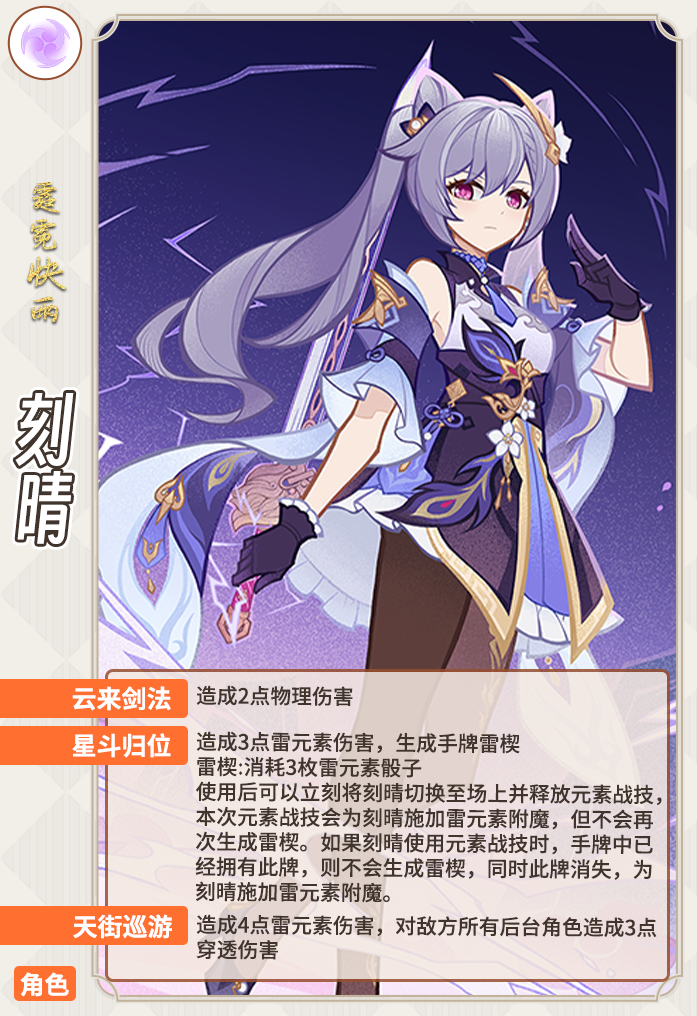 霆霓快雨
刻晴
云来剑法
造成2点物理伤害
星斗归位
造成3点雷元素伤害，生成手牌雷楔
雷楔:消耗3枚雷元素骰子
使用后可以立刻将刻晴切换至场上并释放元素战技，
本次元素战技会为刻晴施加雷元素附魔，但不会再
次生成雷楔。如果刻晴使用元素战技时，手牌中已
经拥有此牌，则不会生成雷楔，同时此牌消失，为
刻晴施加雷元素附魔。
天街巡游
造成4点雷元素伤害，对敌方所有后台角色造成3点
穿透伤害
角色